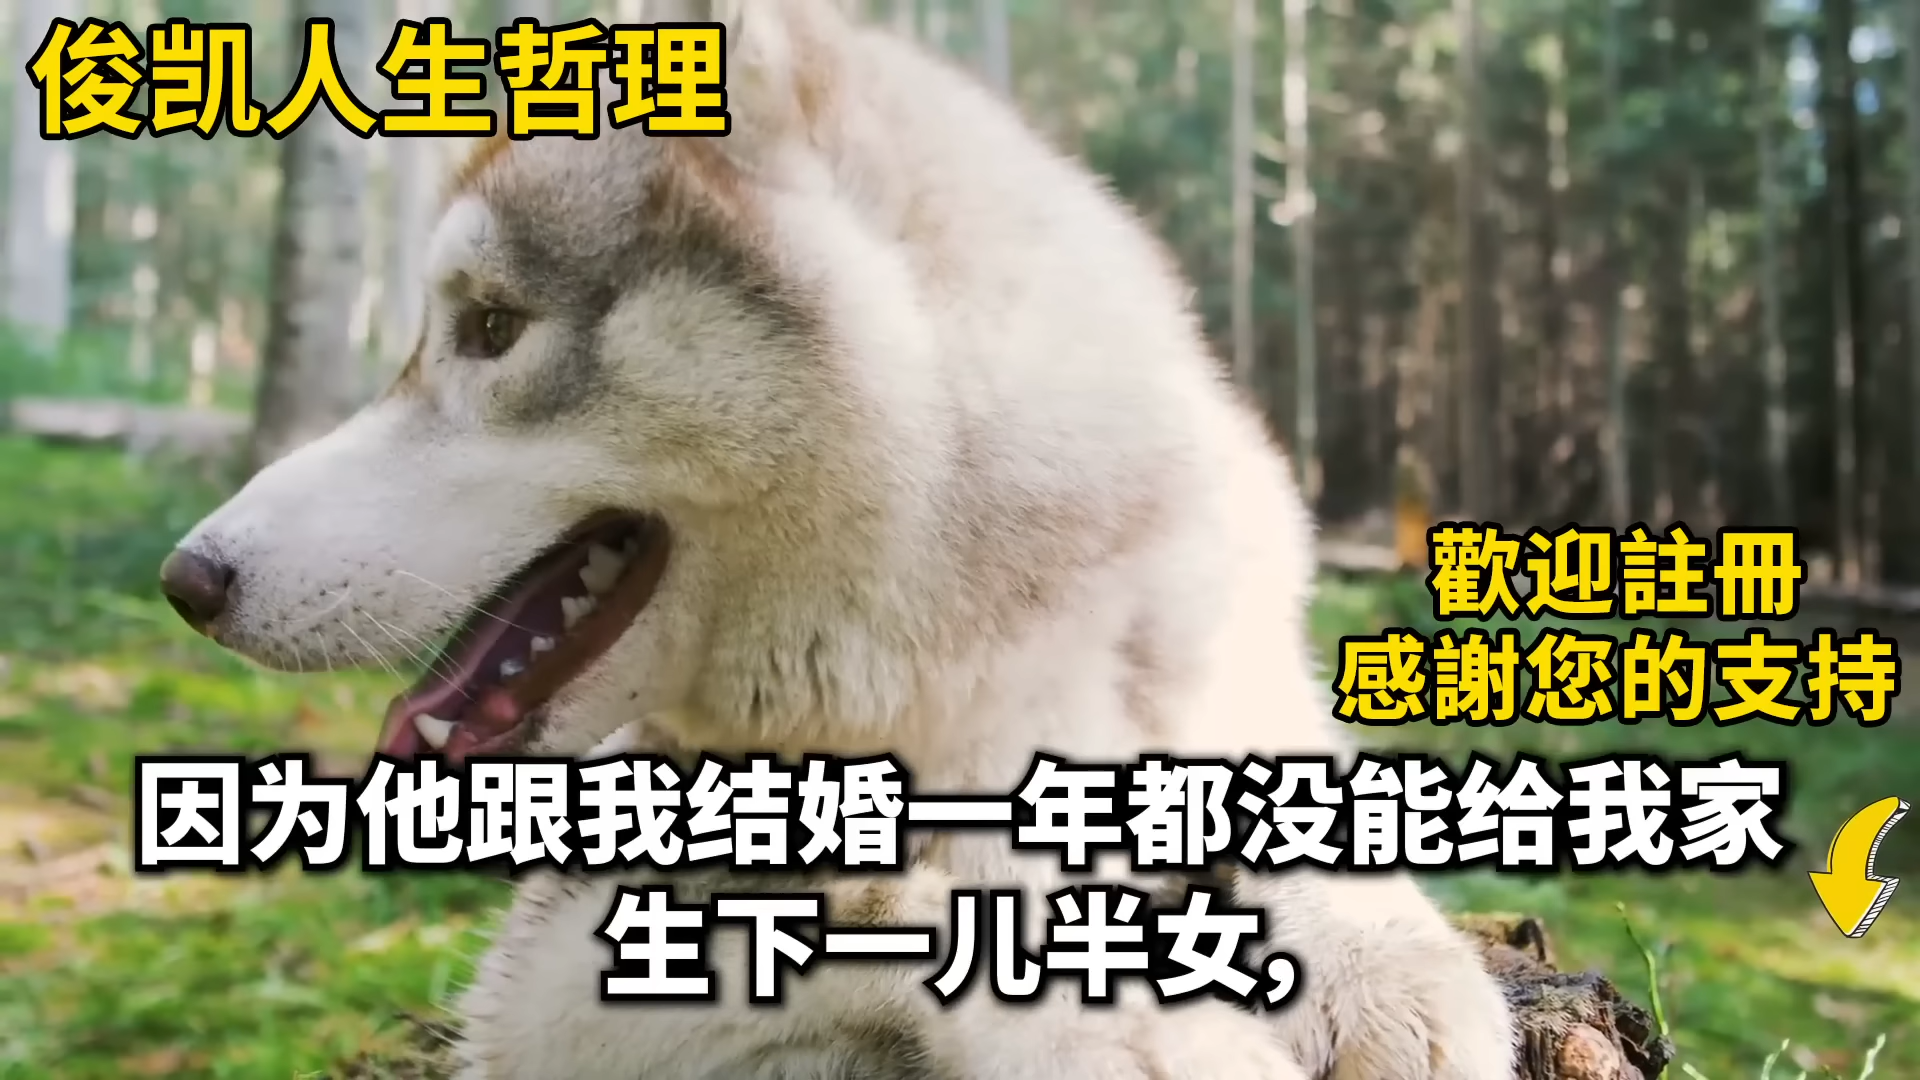 俊凯人生哲理
歡迎註冊
感謝您的支持
因为他跟我结婚一年都没能给我家
生下一儿半女,